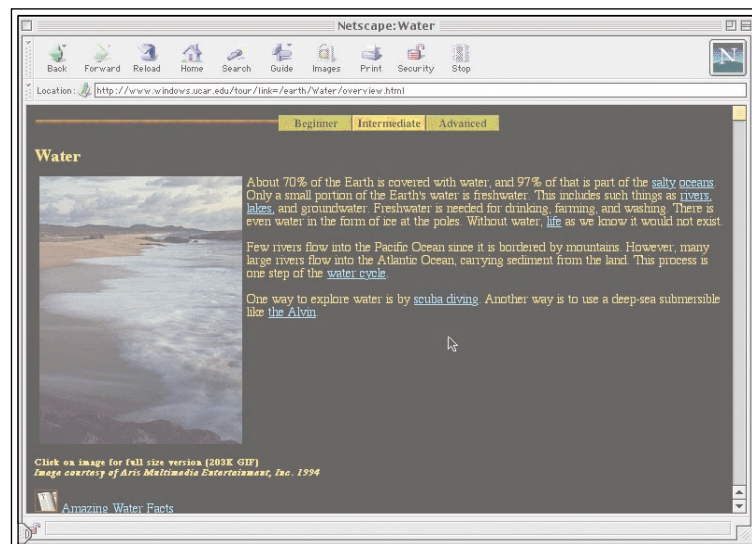 Netscape: Water
Back Forward Reload Home Search Guide Images Print Security Stop
N
Location: http://www.windows.ucar.edu/tour/link=/earth/Water/overview.html
Beginner Intermediate Advanced
Water
About 70% of the Earth is covered with water, and 97% of that is part of the salty oceans.
Only a small portion of the Earth's water is freshwater. This includes such things as rivers,
lakes, and groundwater. Freshwater is needed for drinking, farming, and washing. There is
even water in the form of ice at the poles. Without water, life as we know it would not exist.
Few rivers flow into the Pacific Ocean since it is bordered by mountains. However, many
large rivers flow into the Atlantic Ocean, carrying sediment from the land. This process is
one step of the water cycle.
One way to explore water is by scuba diving. Another way is to use a deep-sea submersible
like the Alvin.
Click on image for full size version (203K GIF)
Image courtesy of Aris Multimedia Entertainment, Inc. 1994
Amazing Water Facts